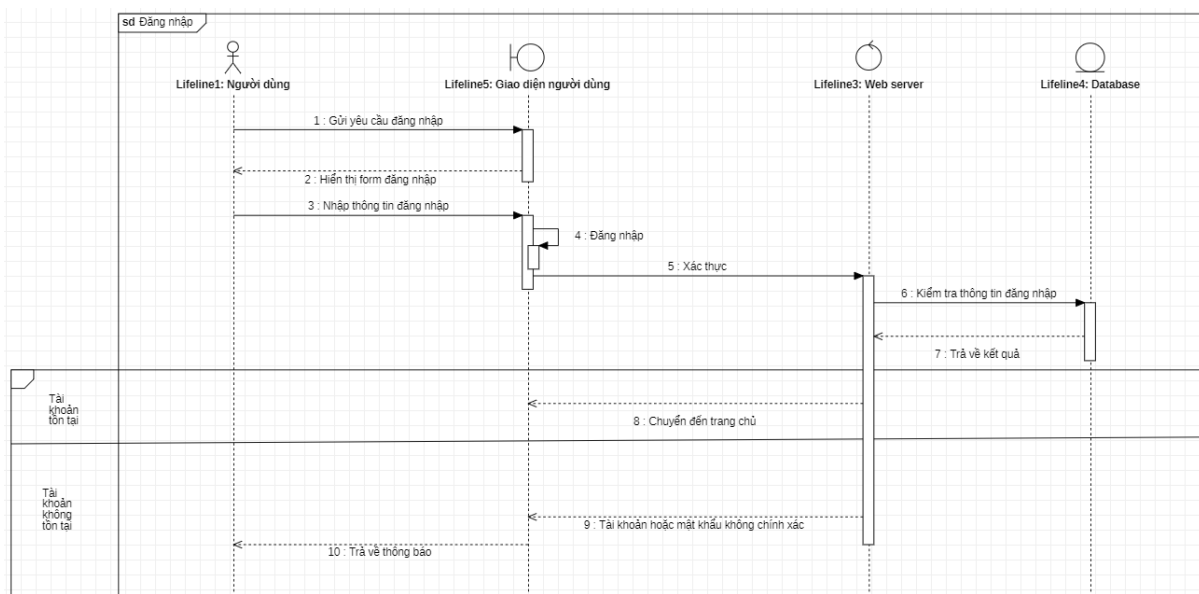 sd Đăng nhập
Lifeline1: Người dùng
Lifeline5: Giao diện người dùng
Lifeline3: Web server
Lifeline4: Database
1 : Gửi yêu cầu đăng nhập
2 : Hiển thị form đăng nhập
3 : Nhập thông tin đăng nhập
4 : Đăng nhập
5 : Xác thực
6 : Kiểm tra thông tin đăng nhập
7 : Trả về kết quả
Tài
khoản
tồn tại
8 : Chuyển đến trang chủ
Tài
khoản
không
tồn tại
9 : Tài khoản hoặc mật khẩu không chính xác
10 : Trả về thông báo